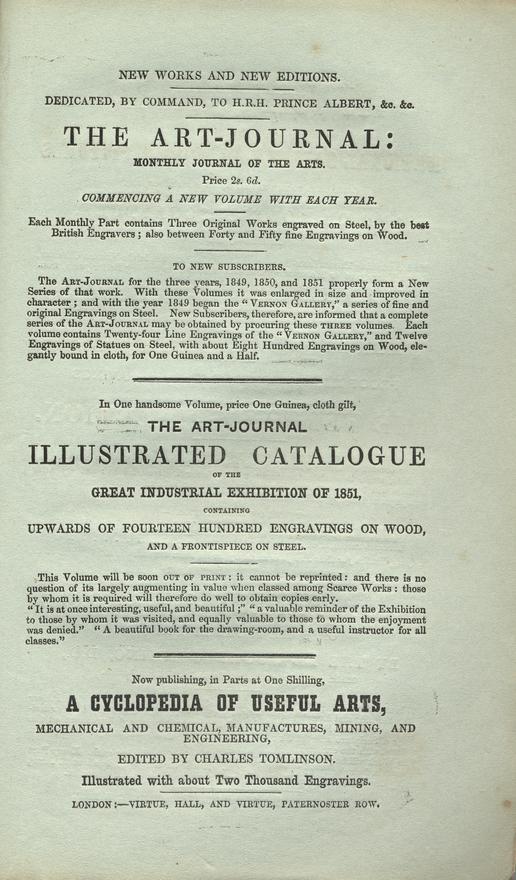 NEW WORKS AND NEW EDITIONS.
DEDICATED, BY COMMAND, TO H.R.H. PRINCE ALBERT, &c. &c.
THE ART-JOURNAL:
MONTHLY JOURNAL OF THE ARTS.
Price 2s. 6d.
COMMENCING A NEW VOLUME WITH EACH YEAR.
Each Monthly Part contains Three Original Works engraved on Steel, by the best
British Engravers; also between Forty and Fifty fine Engravings on Wood.
TO NEW SUBSCRIBERS.
The ART-JOURNAL for the three years, 1849, 1850, and 1851 properly form a New
Series of that work. With these Volumes it was enlarged in size and improved in
character; and with the year 1849 began the "VERNON GALLERY," a series of fine and
original Engravings on Steel. New Subscribers, therefore, are informed that a complete
series of the ART-JOURNAL may be obtained by procuring these THREE volumes. Each
volume contains Twenty-four Line Engravings of the "VERNON GALLERY," and Twelve
Engravings of Statues on Steel, with about Eight Hundred Engravings on Wood, ele-
gantly bound in cloth, for One Guinea and a Half.
In One handsome Volume, price One Guinea, cloth gilt,
THE ART-JOURNAL
ILLUSTRATED CATALOGUE
OF THE
GREAT INDUSTRIAL EXHIBITION OF 1851,
CONTAINING
UPWARDS OF FOURTEEN HUNDRED ENGRAVINGS ON WOOD,
AND A FRONTISPIECE ON STEEL.
This Volume will be soon OUT OF PRINT: it cannot be reprinted: and there is no
question of its largely augmenting in value when classed among Scarce Works: those
by whom it is required will therefore do well to obtain copies early.
"It is at once interesting, useful, and beautiful;" "a valuable reminder of the Exhibition
to those by whom it was visited, and equally valuable to those to whom the enjoyment
was denied." "A beautiful book for the drawing-room, and a useful instructor for all
classes."
Now publishing, in Parts at One Shilling,
A CYCLOPEDIA OF USEFUL ARTS,
MECHANICAL AND CHEMICAL, MANUFACTURES, MINING, AND
ENGINEERING,
EDITED BY CHARLES TOMLINSON.
Illustrated with about Two Thousand Engravings.
LONDON:—VIRTUE, HALL, AND VIRTUE, PATERNOSTER ROW.